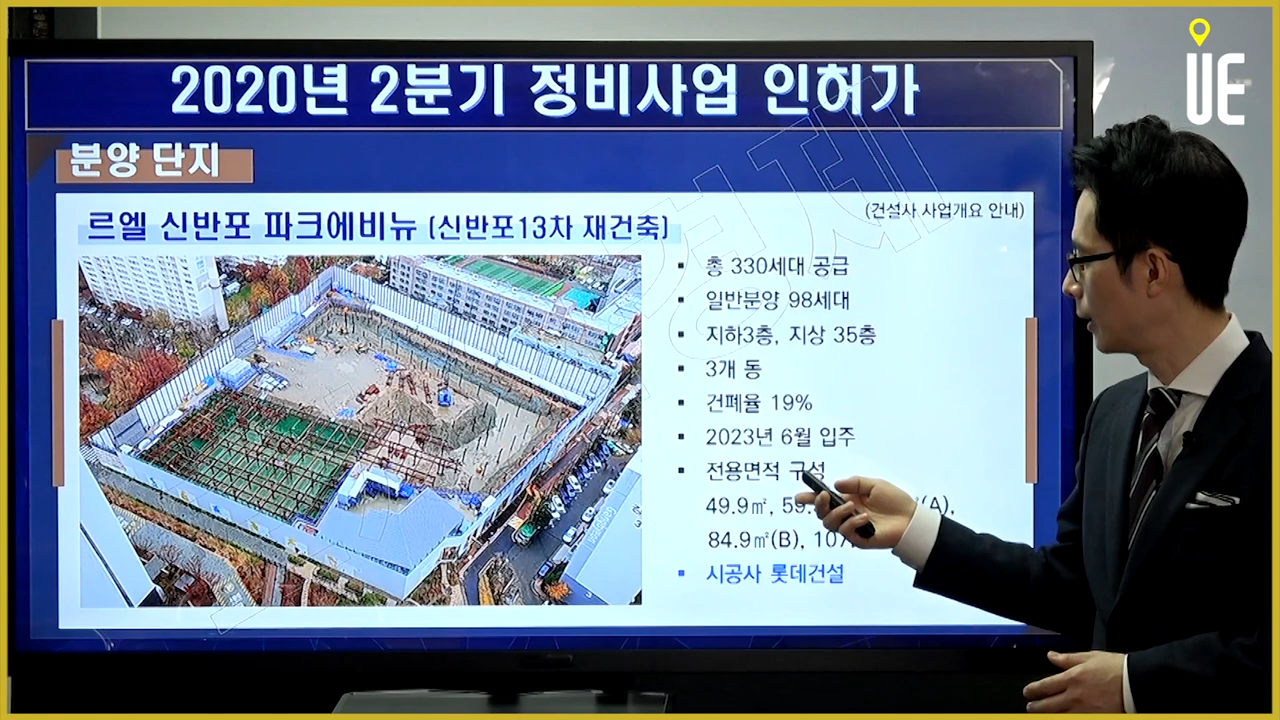 UE
2020년 2분기 정비사업 인허가
분양 단지
르엘 신반포 파크에비뉴 (신반포13차 재건축)
(건설사 사업개요 안내)
▪ 총 330세대 공급
▪ 일반분양 98세대
▪ 지하3층, 지상 35층
▪ 3개 동
▪ 건폐율 19%
▪ 2023년 6월 입주
▪ 전용면적 구성
49.9㎡, (A),
84.9㎡(B),
▪ 시공사 롯데건설
경제